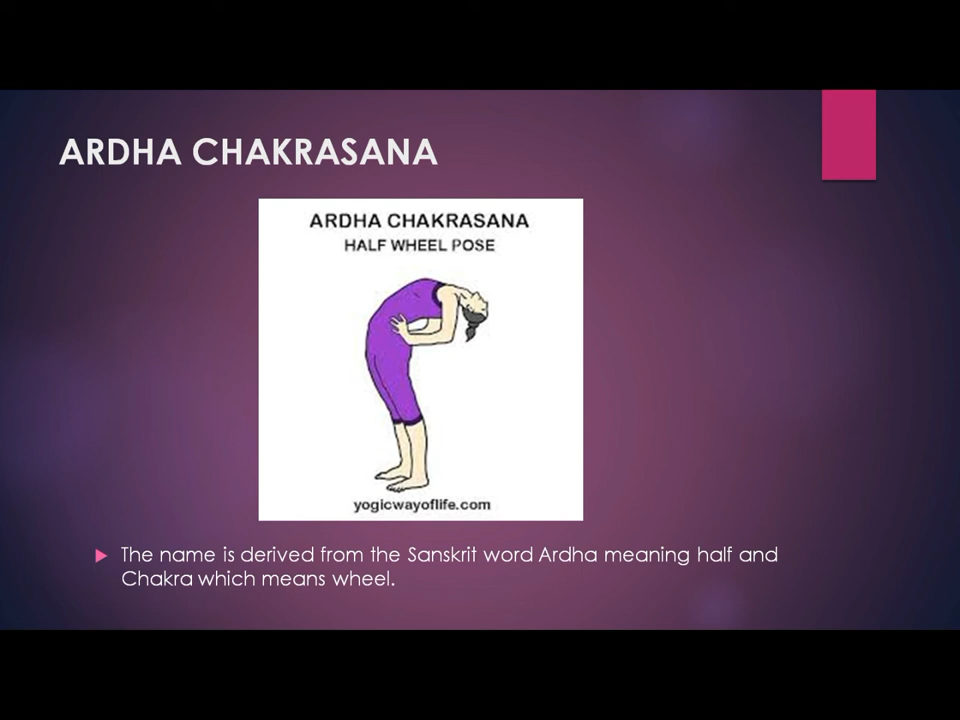 ARDHA CHAKRASANA
ARDHA CHAKRASANA
HALF WHEEL POSE
yogicwayoflife.com
The name is derived from the Sanskrit word Ardha meaning half and
Chakra which means wheel.